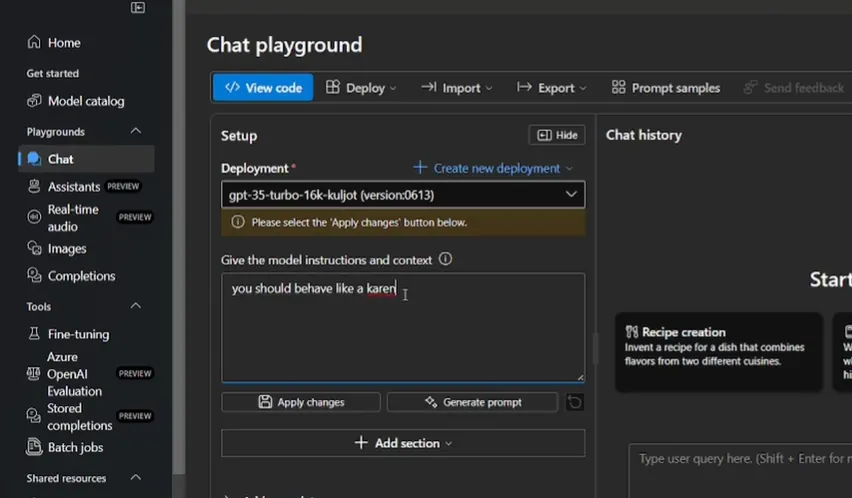 Home
Get started
Model catalog
Playgrounds
Chat
Assistants PREVIEW
Real-time
audio PREVIEW
Images
Completions
Tools
Fine-tuning
Azure
OpenAI PREVIEW
Evaluation
Stored
completions PREVIEW
Batch jobs
Shared resources
Chat playground
</> View code
Deploy
Import
Export
Prompt samples
Send feedback
Setup
Hide
Deployment *
+ Create new deployment
gpt-35-turbo-16k-kuljot (version:0613)
Please select the 'Apply changes' button below.
Give the model instructions and context
you should behave like a karen
Apply changes
Generate prompt
+ Add section
Chat history
Start
Recipe creation
Invent a recipe for a dish that combines
flavors from two different cuisines.
Type user query here. (Shift + Enter for